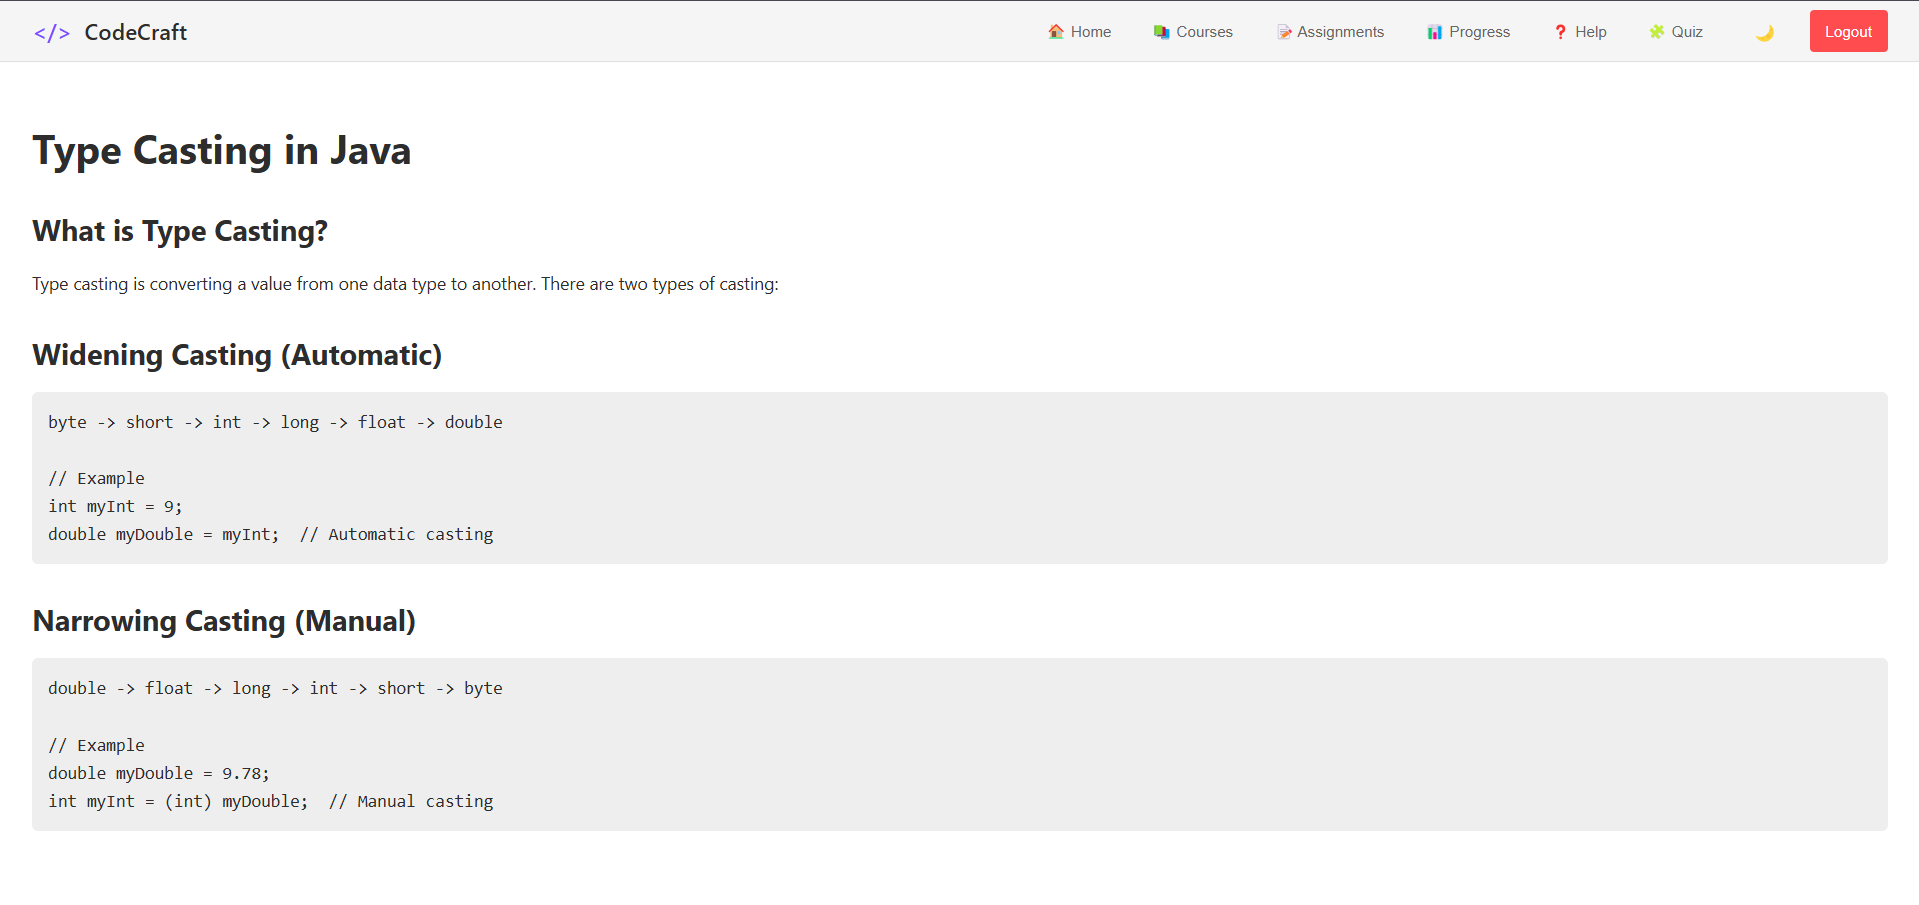 </> CodeCraft
Home
Courses
Assignments
Progress
Help
Quiz
Logout
Type Casting in Java
What is Type Casting?
Type casting is converting a value from one data type to another. There are two types of casting:
Widening Casting (Automatic)
byte -> short -> int -> long -> float -> double
// Example
int myInt = 9;
double myDouble = myInt;  // Automatic casting
Narrowing Casting (Manual)
double -> float -> long -> int -> short -> byte
// Example
double myDouble = 9.78;
int myInt = (int) myDouble;  // Manual casting